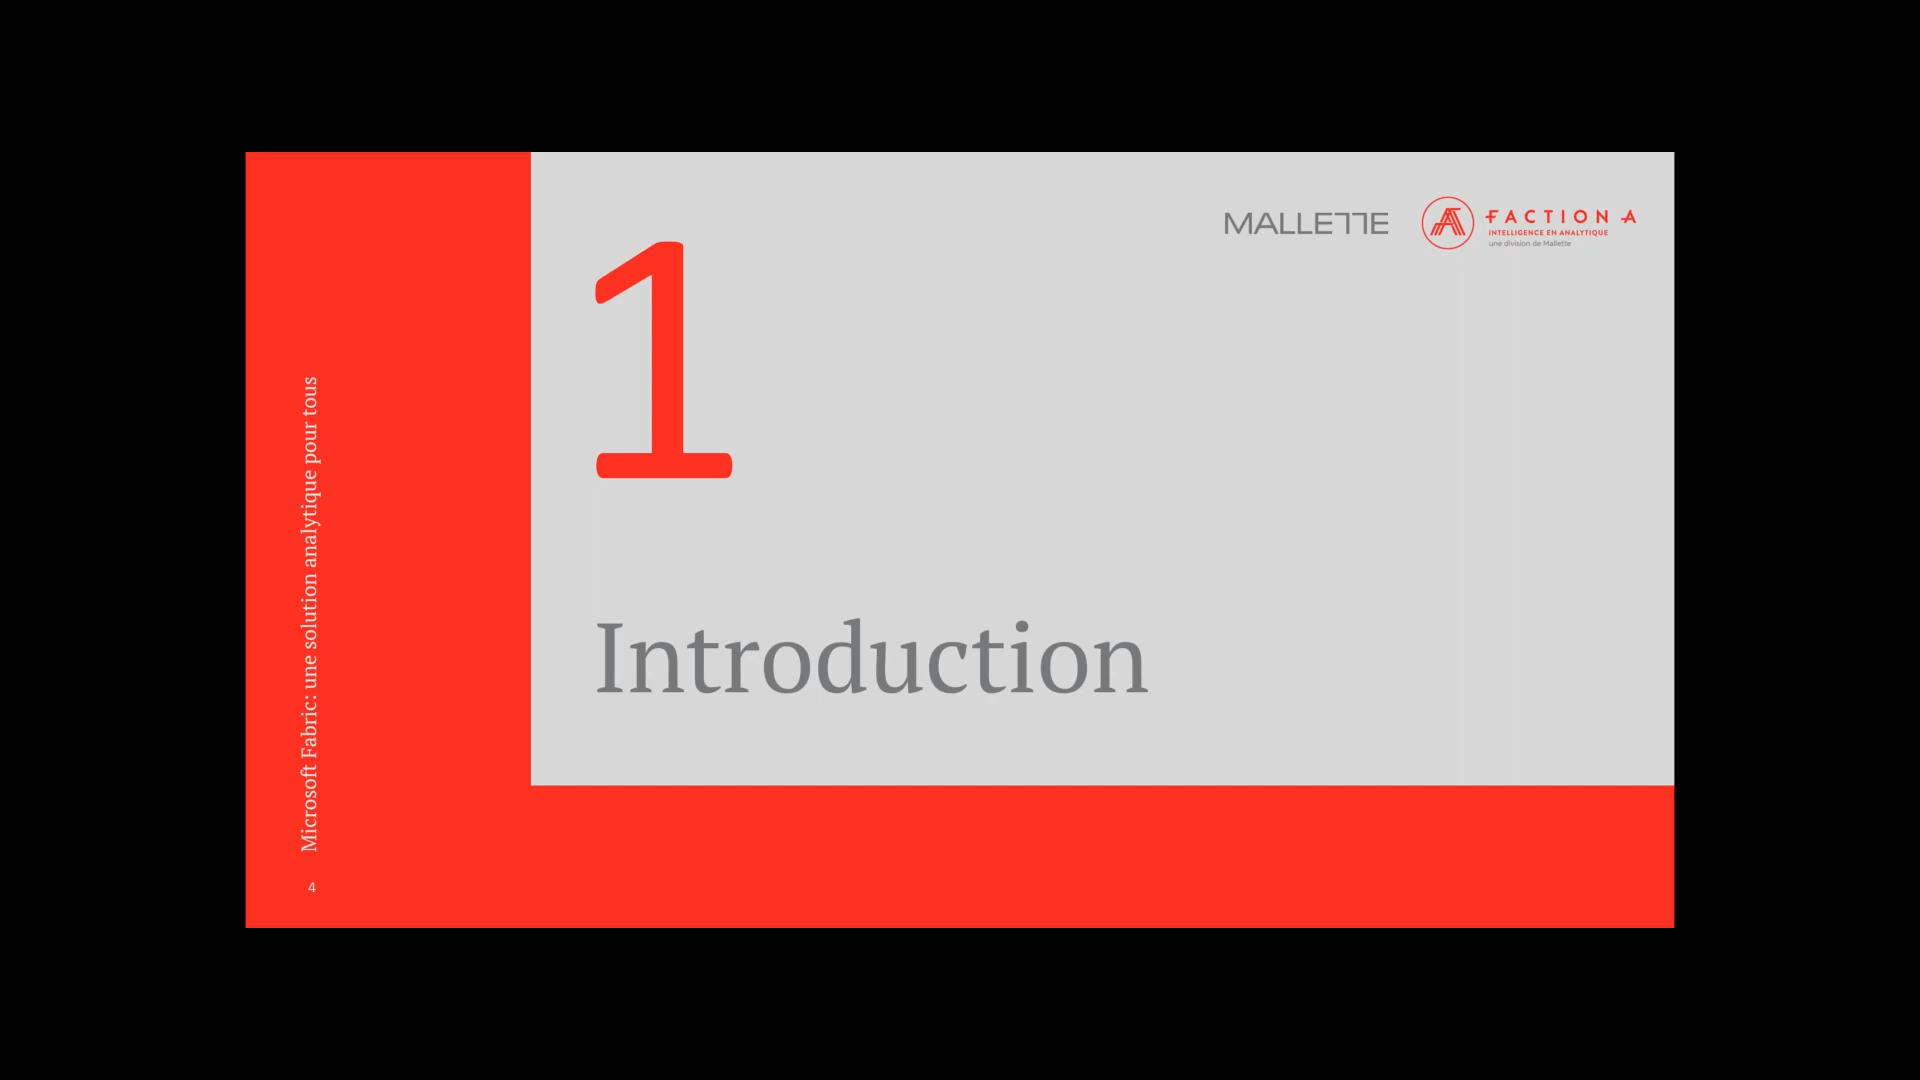 MALLETTE
FACTION A
INTELLIGENCE EN ANALYTIQUE
une division de Mallette
1
Introduction
Microsoft Fabric: une solution analytique pour tous
4